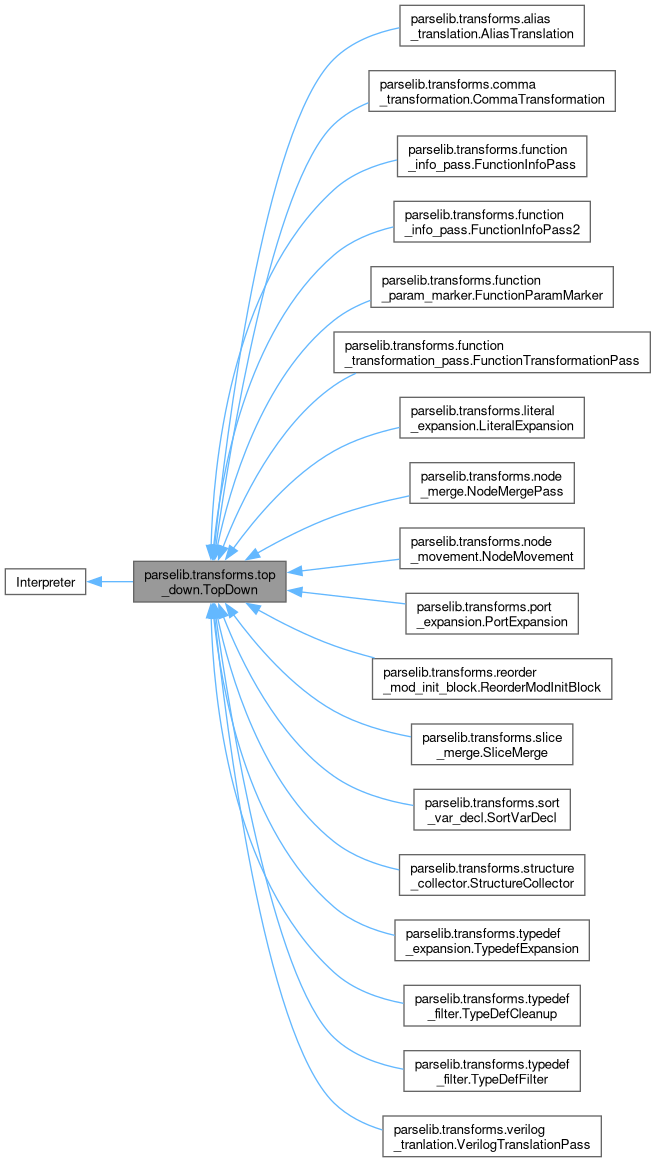 parselib.transforms.alias
_translation.AliasTranslation
parselib.transforms.comma
_transformation.CommaTransformation
parselib.transforms.function
_info_pass.FunctionInfoPass
parselib.transforms.function
_info_pass.FunctionInfoPass2
parselib.transforms.function
_param_marker.FunctionParamMarker
parselib.transforms.function
_transformation_pass.FunctionTransformationPass
parselib.transforms.literal
_expansion.LiteralExpansion
parselib.transforms.node
_merge.NodeMergePass
parselib.transforms.node
_movement.NodeMovement
Interpreter
parselib.transforms.top
_down.TopDown
parselib.transforms.port
_expansion.PortExpansion
parselib.transforms.reorder
_mod_init_block.ReorderModInitBlock
parselib.transforms.slice
_merge.SliceMerge
parselib.transforms.sort
_var_decl.SortVarDecl
parselib.transforms.structure
_collector.StructureCollector
parselib.transforms.typedef
_expansion.TypedefExpansion
parselib.transforms.typedef
_filter.TypeDefCleanup
parselib.transforms.typedef
_filter.TypeDefFilter
parselib.transforms.verilog
_tranlation.VerilogTranslationPass